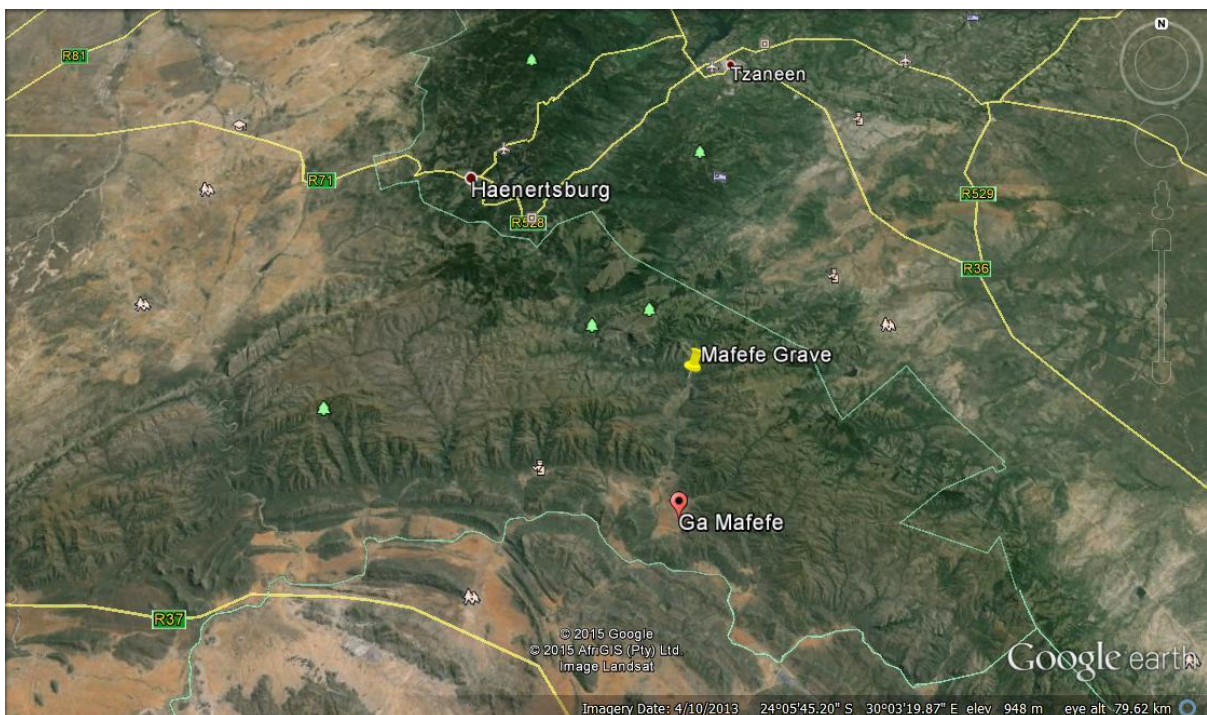 N
R81
Tzaneen
R71
Haenertsburg
R529
R528
R36
Mafefe Grave
Ga Mafefe
R37
© 2015 Google
© 2015 AfriGIS (Pty) Ltd.
Image Landsat
Google earth
Imagery Date: 4/10/2013 24°05'45.20" S 30°03'19.87" E elev 948 m eye alt 79.62 km